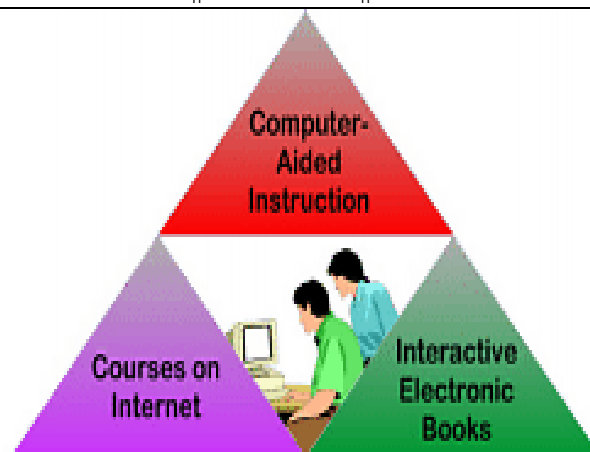 Computer-
Aided
Instruction
Courses on
Internet
Interactive
Electronic
Books